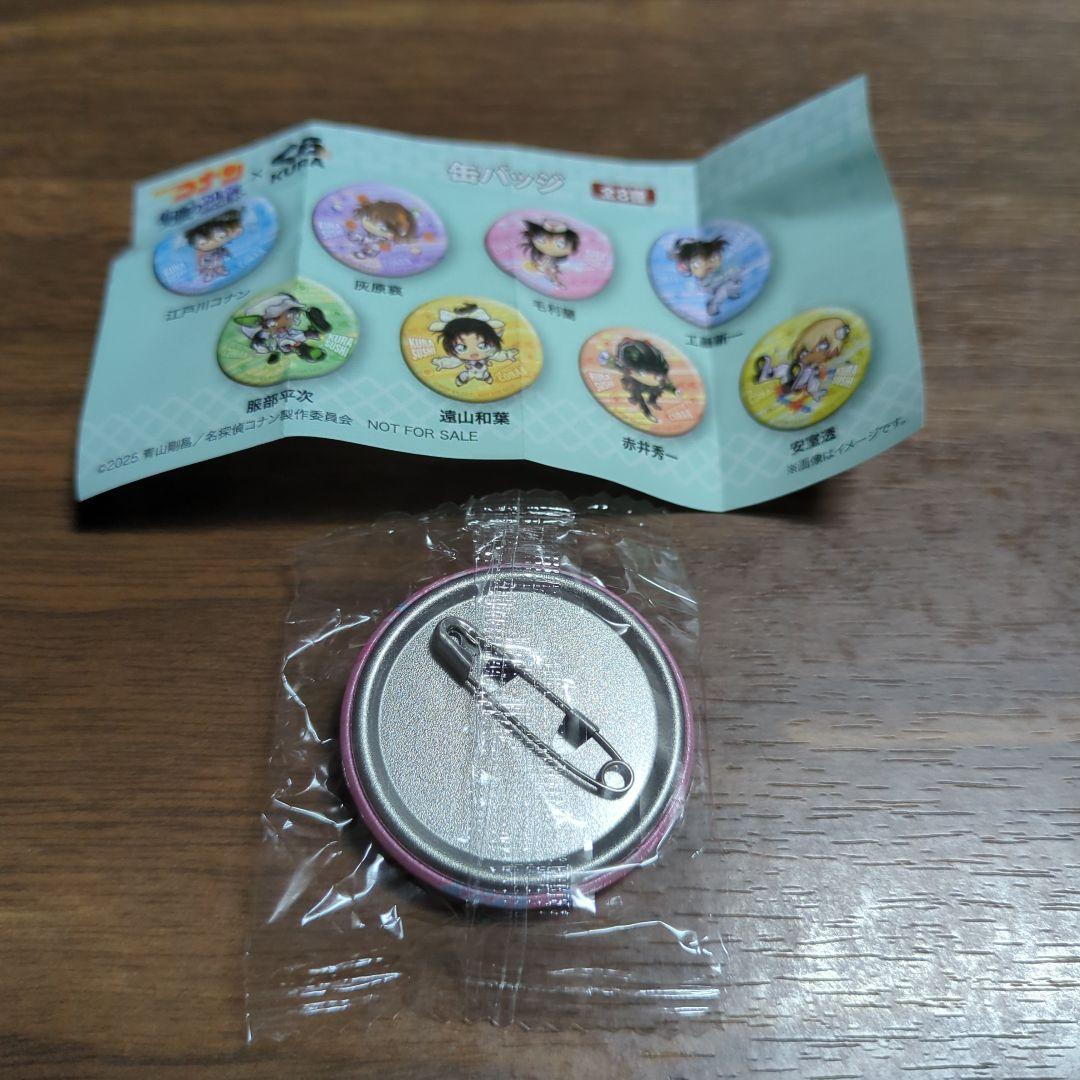 コナン × KURA
缶バッジ
全8種
江戸川コナン
灰原哀
毛利蘭
工藤新一
KURA SUSHI
CONAN
服部平次
遠山和葉
赤井秀一
安室透
©2025 青山剛昌/名探偵コナン製作委員会 NOT FOR SALE
※画像はイメージです。